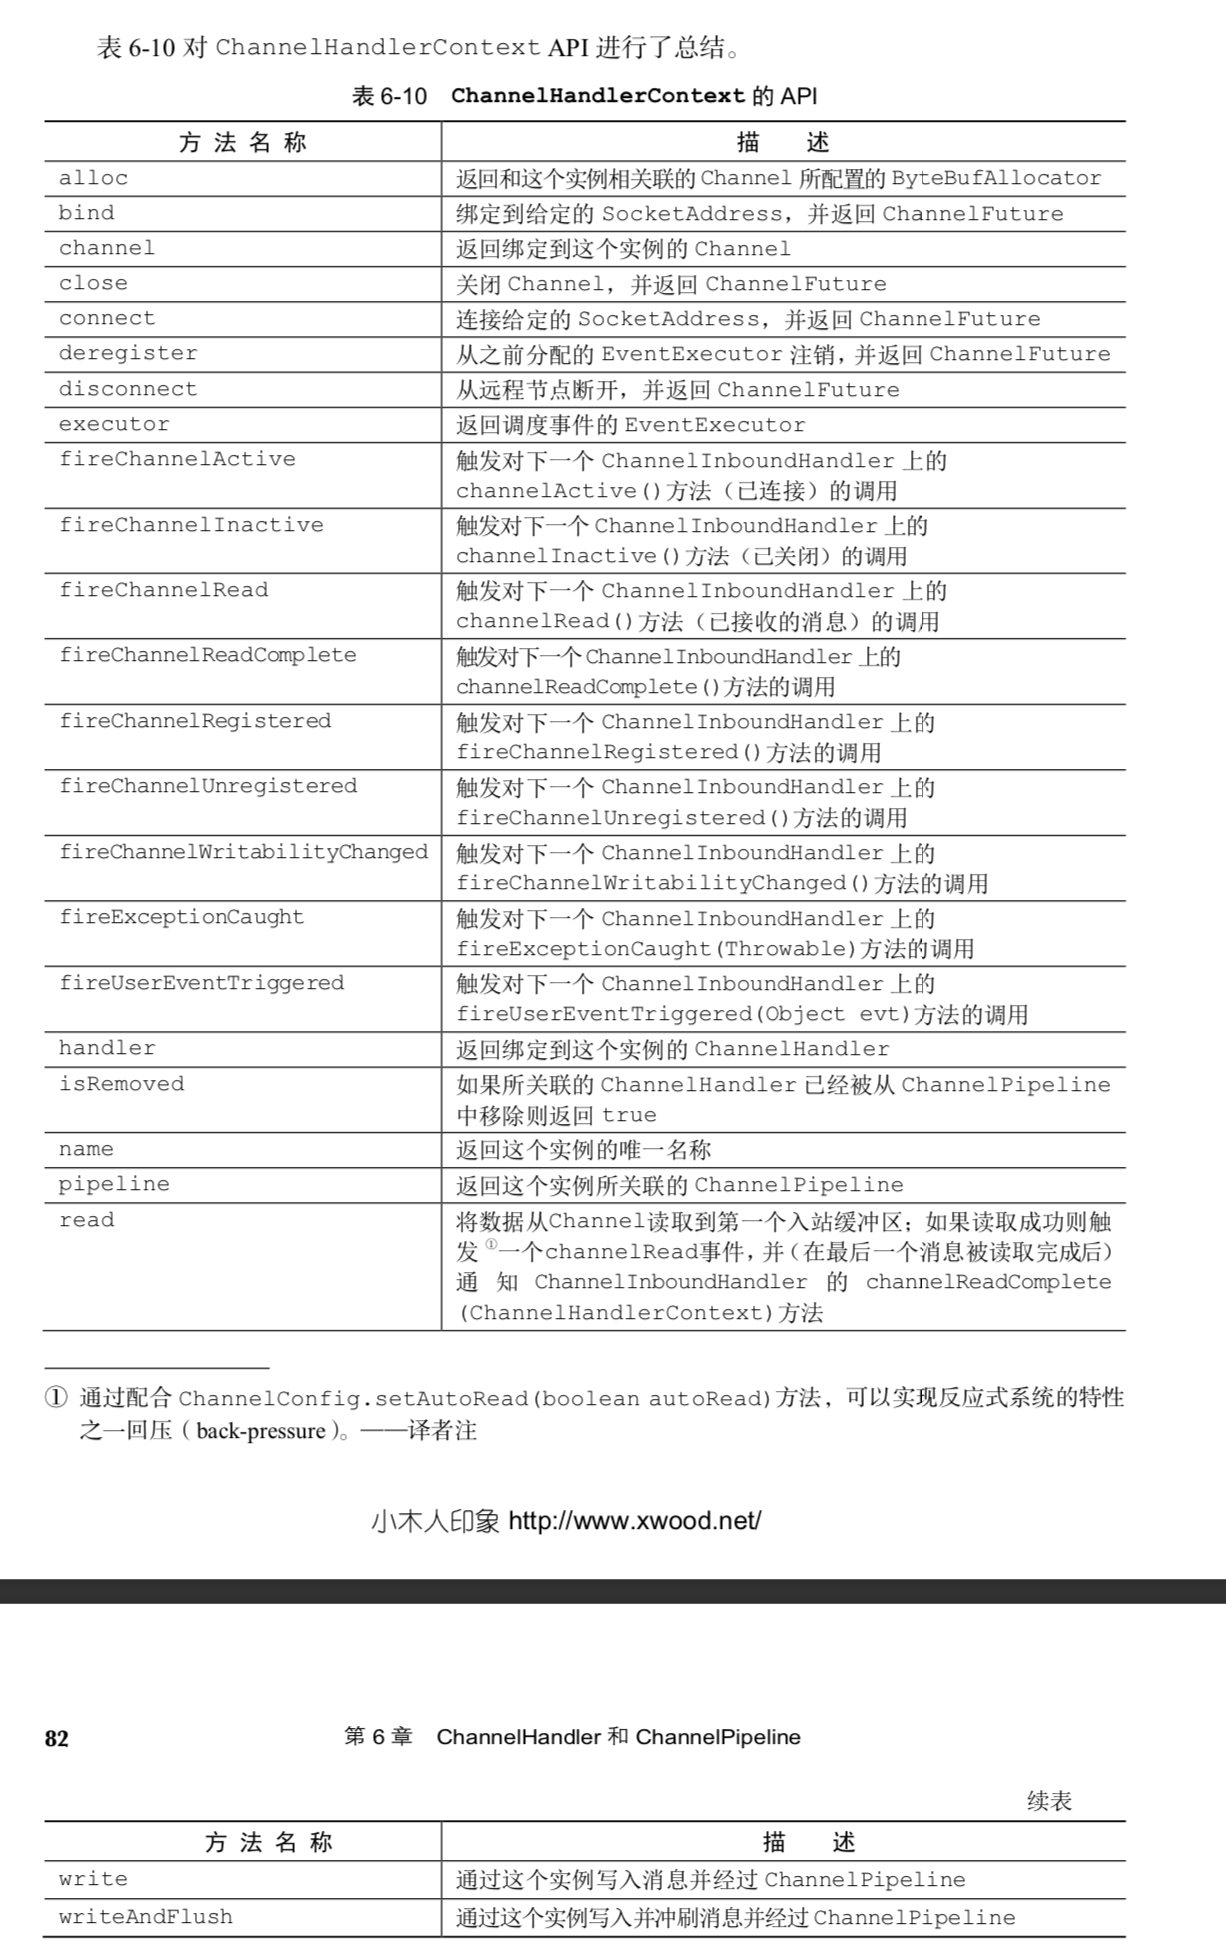 表 6-10 对 ChannelHandlerContext API 进行了总结。
表 6-10 ChannelHandlerContext 的 API
方 法 名 称 描 述
alloc 返回和这个实例相关联的 Channel 所配置的 ByteBufAllocator
bind 绑定到给定的 SocketAddress，并返回 ChannelFuture
channel 返回绑定到这个实例的 Channel
close 关闭 Channel，并返回 ChannelFuture
connect 连接给定的 SocketAddress，并返回 ChannelFuture
deregister 从之前分配的 EventExecutor 注销，并返回 ChannelFuture
disconnect 从远程节点断开，并返回 ChannelFuture
executor 返回调度事件的 EventExecutor
fireChannelActive 触发对下一个 ChannelInboundHandler 上的
channelActive()方法（已连接）的调用
fireChannelInactive 触发对下一个 ChannelInboundHandler 上的
channelInactive()方法（已关闭）的调用
fireChannelRead 触发对下一个 ChannelInboundHandler 上的
channelRead()方法（已接收的消息）的调用
fireChannelReadComplete 触发对下一个 ChannelInboundHandler 上的
channelReadComplete()方法的调用
fireChannelRegistered 触发对下一个 ChannelInboundHandler 上的
fireChannelRegistered()方法的调用
fireChannelUnregistered 触发对下一个 ChannelInboundHandler 上的
fireChannelUnregistered()方法的调用
fireChannelWritabilityChanged 触发对下一个 ChannelInboundHandler 上的
fireChannelWritabilityChanged()方法的调用
fireExceptionCaught 触发对下一个 ChannelInboundHandler 上的
fireExceptionCaught(Throwable)方法的调用
fireUserEventTriggered 触发对下一个 ChannelInboundHandler 上的
fireUserEventTriggered(Object evt)方法的调用
handler 返回绑定到这个实例的 ChannelHandler
isRemoved 如果所关联的 ChannelHandler 已经被从 ChannelPipeline
中移除则返回 true
name 返回这个实例的唯一名称
pipeline 返回这个实例所关联的 ChannelPipeline
read 将数据从Channel读取到第一个入站缓冲区；如果读取成功则触
发①一个channelRead事件，并（在最后一个消息被读取完成后）
通 知 ChannelInboundHandler 的 channelReadComplete
(ChannelHandlerContext)方法
① 通过配合 ChannelConfig.setAutoRead(boolean autoRead)方法，可以实现反应式系统的特性
之一回压（back-pressure）。——译者注
小木人印象 http://www.xwood.net/
82 第 6 章 ChannelHandler 和 ChannelPipeline
续表
方 法 名 称 描 述
write 通过这个实例写入消息并经过 ChannelPipeline
writeAndFlush 通过这个实例写入并冲刷消息并经过 ChannelPipeline